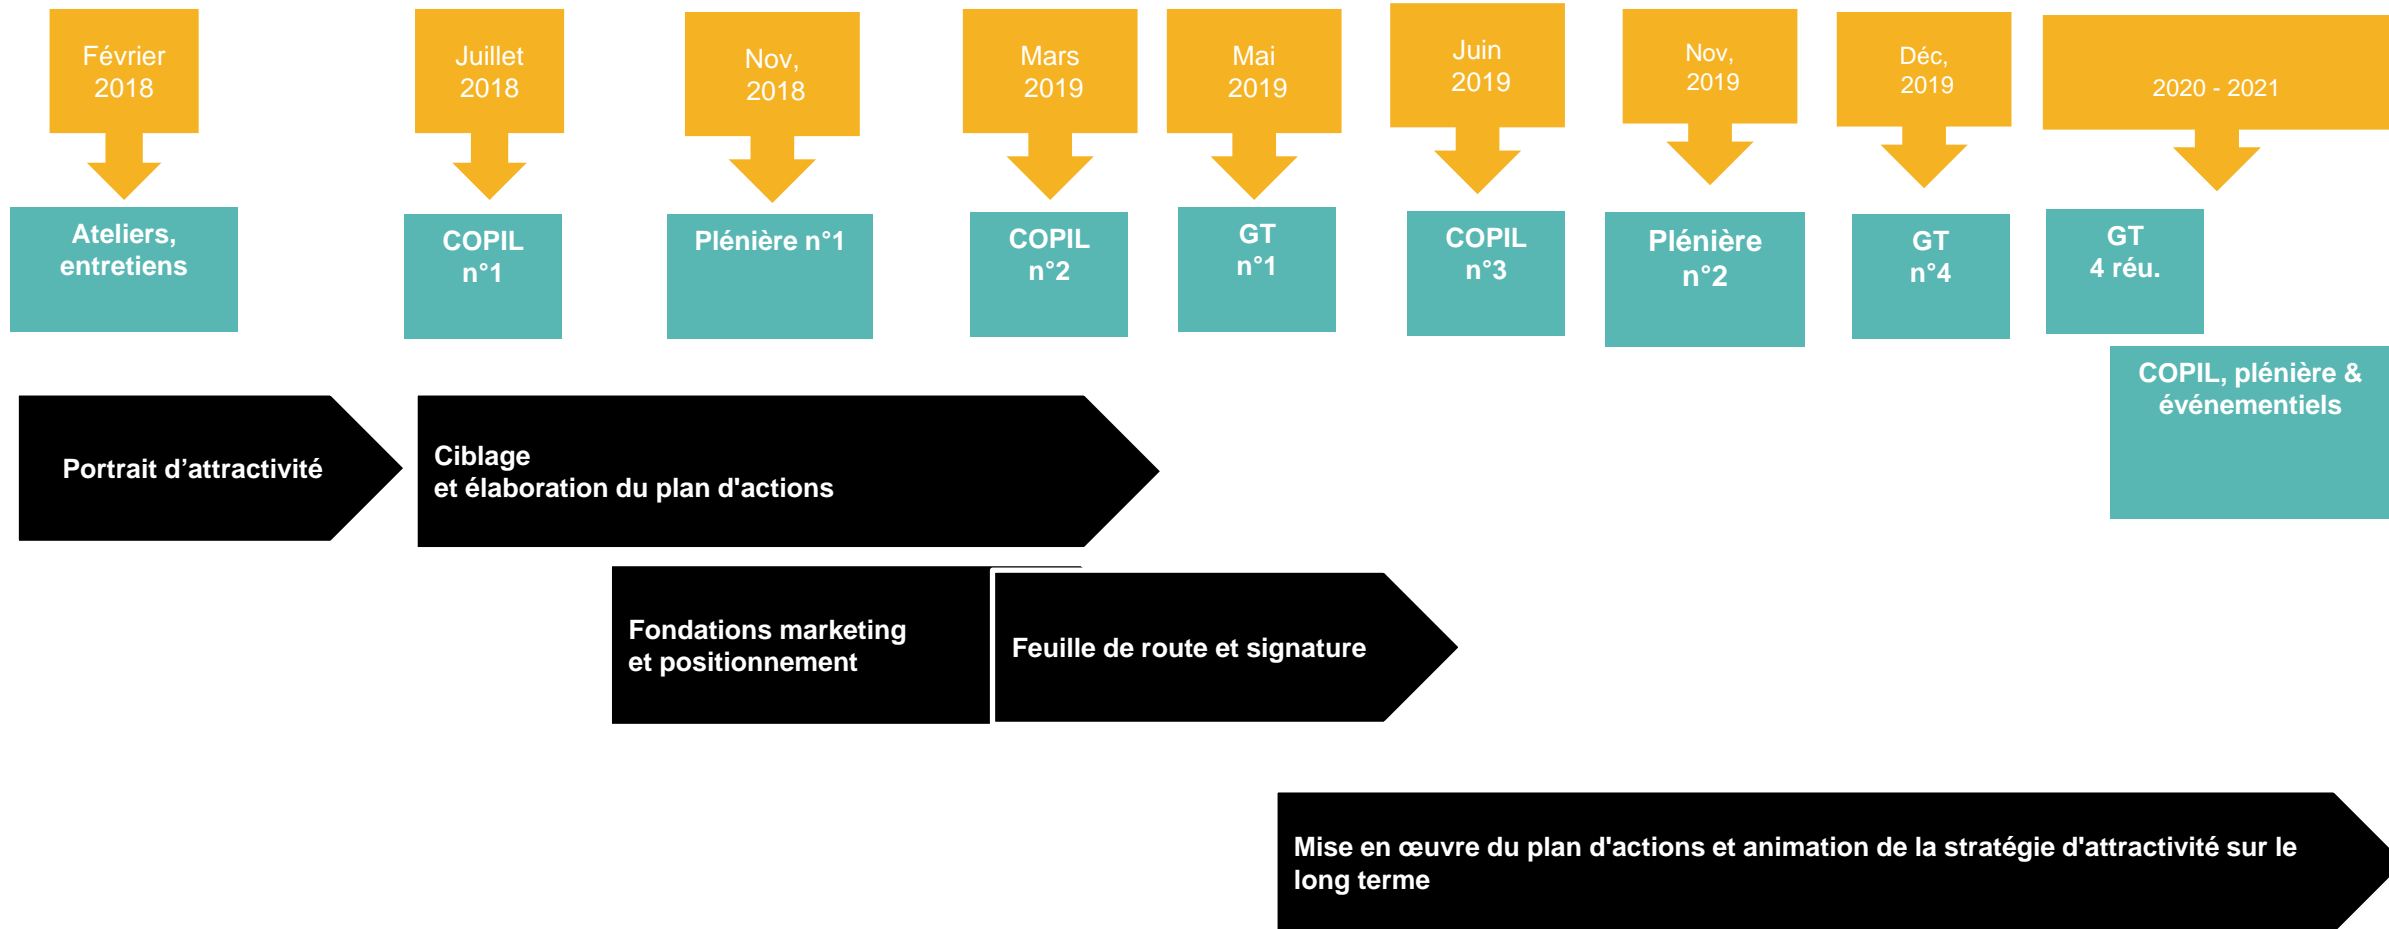 Février
2018
Juillet
2018
Nov,
2018
Mars
2019
Mai
2019
Juin
2019
Nov,
2019
Déc,
2019
2020 - 2021
Ateliers,
entretiens
COPIL
n°1
Plénière n°1
COPIL
n°2
GT
n°1
COPIL
n°3
Plénière
n°2
GT
n°4
GT
4 réu.
COPIL, plénière &
événementiels
Portrait d’attractivité
Ciblage
et élaboration du plan d'actions
Fondations marketing
et positionnement
Feuille de route et signature
Mise en œuvre du plan d'actions et animation de la stratégie d'attractivité sur le
long terme